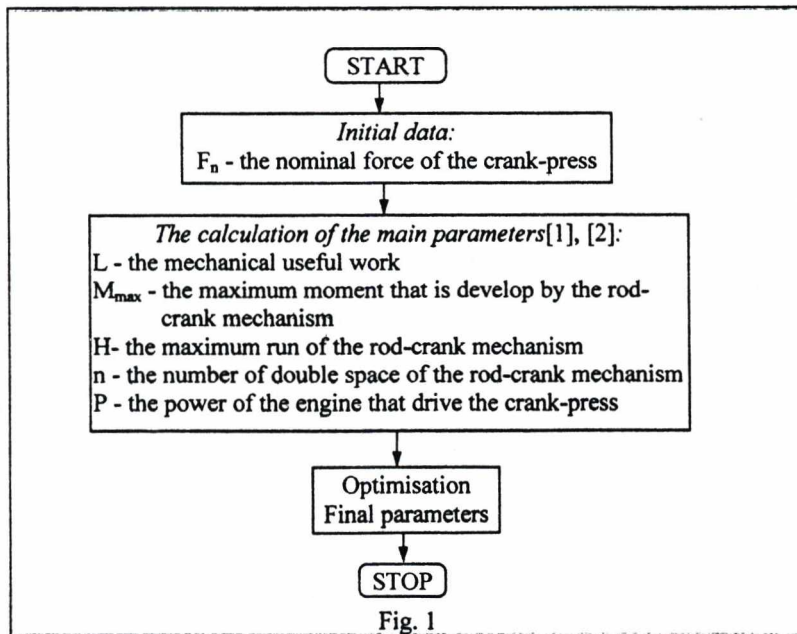 START
Initial data:
Fn - the nominal force of the crank-press
The calculation of the main parameters[1], [2]:
L - the mechanical useful work
Mmax - the maximum moment that is develop by the rod-
crank mechanism
H- the maximum run of the rod-crank mechanism
n - the number of double space of the rod-crank mechanism
P - the power of the engine that drive the crank-press
Optimisation
Final parameters
STOP
Fig. 1